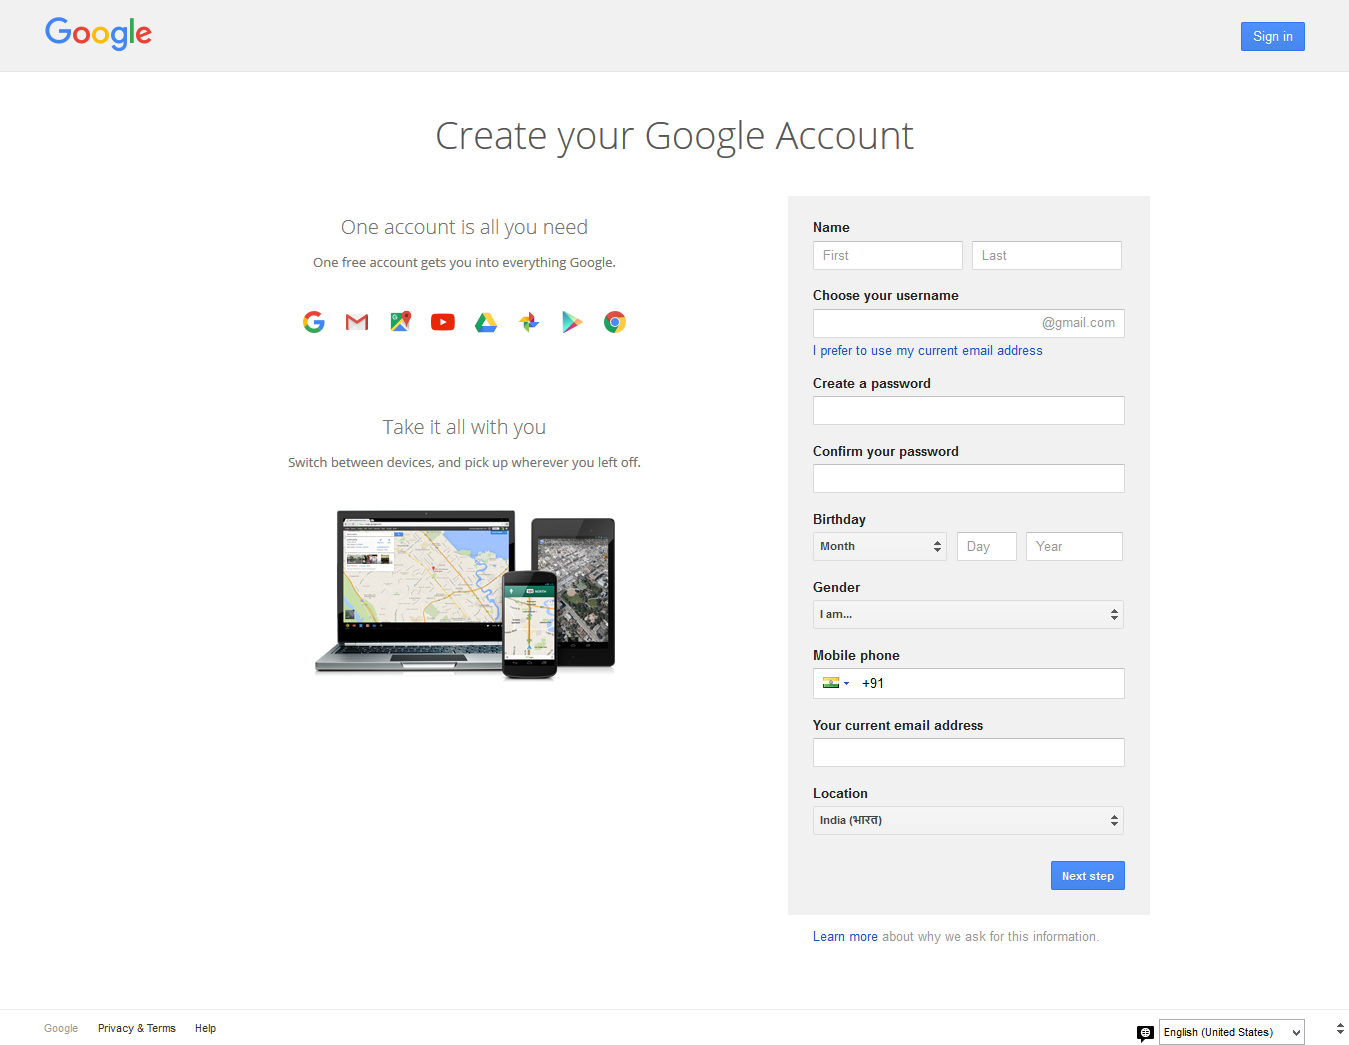 Google
Sign in
Create your Google Account
One account is all you need
One free account gets you into everything Google.
Take it all with you
Switch between devices, and pick up wherever you left off.
Name
First Last
Choose your username
@gmail.com
I prefer to use my current email address
Create a password
Confirm your password
Birthday
Month Day Year
Gender
I am...
Mobile phone
+91
Your current email address
Location
India (भारत)
Next step
Learn more about why we ask for this information.
Google Privacy & Terms Help
English (United States)